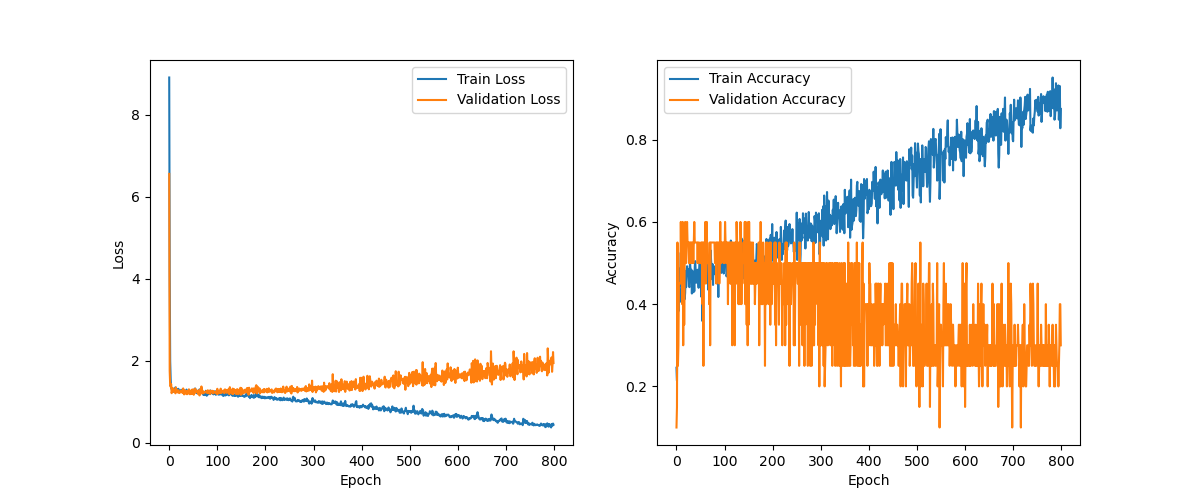 Train Loss
Validation Loss
8
6
4
2
0
Loss
0 100 200 300 400 500 600 700 800
Epoch
Train Accuracy
Validation Accuracy
0.8
0.6
0.4
0.2
Accuracy
0 100 200 300 400 500 600 700 800
Epoch